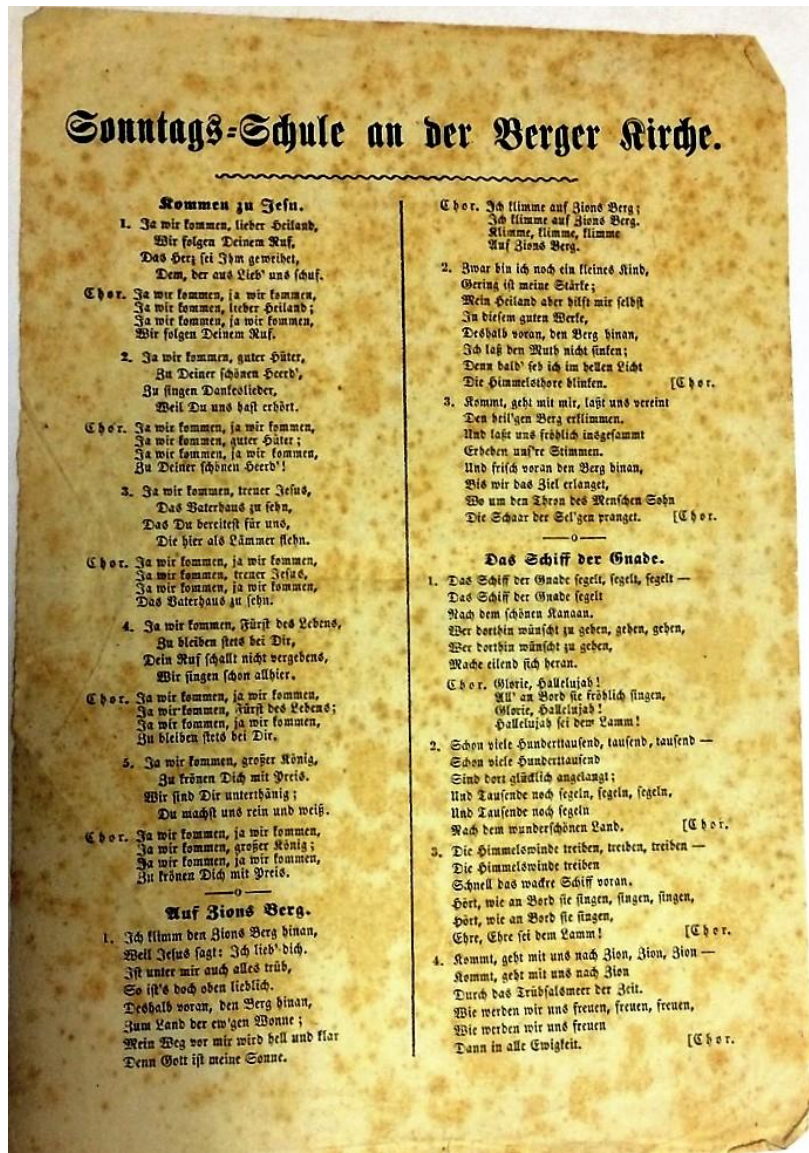 Sonntags-Schule an der Berger Kirche.
Kommen zu Jesu.
1. Ja wir kommen, lieber Heiland,
Wir folgen Deinem Ruf,
Das Herz sei Ihm geweihet,
Dem, der aus Lieb' uns schuf.
Chor. Ja wir kommen, ja wir kommen,
Ja wir kommen, lieber Heiland;
Ja wir kommen, ja wir kommen,
Wir folgen Deinem Ruf.
2. Ja wir kommen, guter Hüter,
Zu Deiner schönen Heerd',
Zu singen Dankeslieder,
Weil Du uns hast erhört.
Chor. Ja wir kommen, ja wir kommen,
Ja wir kommen, guter Hüter;
Ja wir kommen, ja wir kommen,
Zu Deiner schönen Heerd'!
3. Ja wir kommen, treuer Jesus,
Das Vaterhaus zu sehn,
Das Du bereitest für uns,
Die hier als Lämmer flehn.
Chor. Ja wir kommen, ja wir kommen,
Ja wir kommen, treuer Jesus,
Ja wir kommen, ja wir kommen,
Das Vaterhaus zu sehn.
4. Ja wir kommen, Fürst des Lebens,
Zu bleiben stets bei Dir,
Dein Ruf schallt nicht vergebens,
Wir singen schon allhier.
Chor. Ja wir kommen, ja wir kommen,
Ja wir kommen, Fürst des Lebens;
Ja wir kommen, ja wir kommen,
Zu bleiben stets bei Dir.
5. Ja wir kommen, großer König,
Zu krönen Dich mit Preis.
Wir sind Dir unterthänig;
Du machst uns rein und weiß.
Chor. Ja wir kommen, ja wir kommen,
Ja wir kommen, großer König;
Ja wir kommen, ja wir kommen,
Zu krönen Dich mit Preis.
Auf Zions Berg.
1. Ich klimm den Zions Berg hinan,
Weil Jesus sagt: Ich lieb' dich.
Ist unter mir auch alles trüb,
So ist's doch oben lieblich.
Deshalb voran, den Berg hinan,
Zum Land der ew'gen Wonne;
Mein Weg vor mir wird hell und klar
Denn Gott ist meine Sonne.
Chor. Ich klimme auf Zions Berg;
Ich klimme auf Zions Berg.
Klimme, klimme, klimme
Auf Zions Berg.
2. Zwar bin ich noch ein kleines Kind,
Gering ist meine Stärke;
Mein Heiland aber hilft mir selbst
In diesem guten Werke,
Deshalb voran, den Berg hinan,
Ich laß den Muth nicht sinken;
Denn bald' seh ich im hellen Licht
Die Himmelsthore blinken. [Chor.
3. Kommt, geht mit mir, laßt uns vereint
Den heil'gen Berg erklimmen.
Und laßt uns fröhlich insgesammt
Erheben uns're Stimmen.
Und frisch voran den Berg hinan,
Bis wir das Ziel erlanget,
Wo um den Thron des Menschen Sohn
Die Schaar der Sel'gen pranget. [Chor.
Das Schiff der Gnade.
1. Das Schiff der Gnade segelt, segelt, segelt —
Das Schiff der Gnade segelt
Nach dem schönen Kanaan.
Wer dorthin wünscht zu gehen, gehen, gehen,
Wer dorthin wünscht zu gehen,
Mache eilend sich heran.
Chor. Glorie, Hallelujah!
All' an Bord sie fröhlich singen,
Glorie, Hallelujah!
Hallelujah sei dem Lamm!
2. Schon viele Hunderttausend, tausend, tausend —
Schon viele Hunderttausend
Sind dort glücklich angelangt;
Und Tausende noch segeln, segeln, segeln,
Und Tausende noch segeln
Nach dem wunderschönen Land. [Chor.
3. Die Himmelswinde treiben, treiben, treiben —
Die Himmelswinde treiben
Schnell das wackre Schiff voran.
Hört, wie an Bord sie singen, singen, singen,
Hört, wie an Bord sie singen,
Ehre, Ehre sei dem Lamm! [Chor.
4. Kommt, geht mit uns nach Zion, Zion, Zion —
Kommt, geht mit uns nach Zion
Durch das Trübsalsmeer der Zeit.
Wie werden wir uns freuen, freuen, freuen,
Wie werden wir uns freuen
Dann in alle Ewigkeit. [Chor.